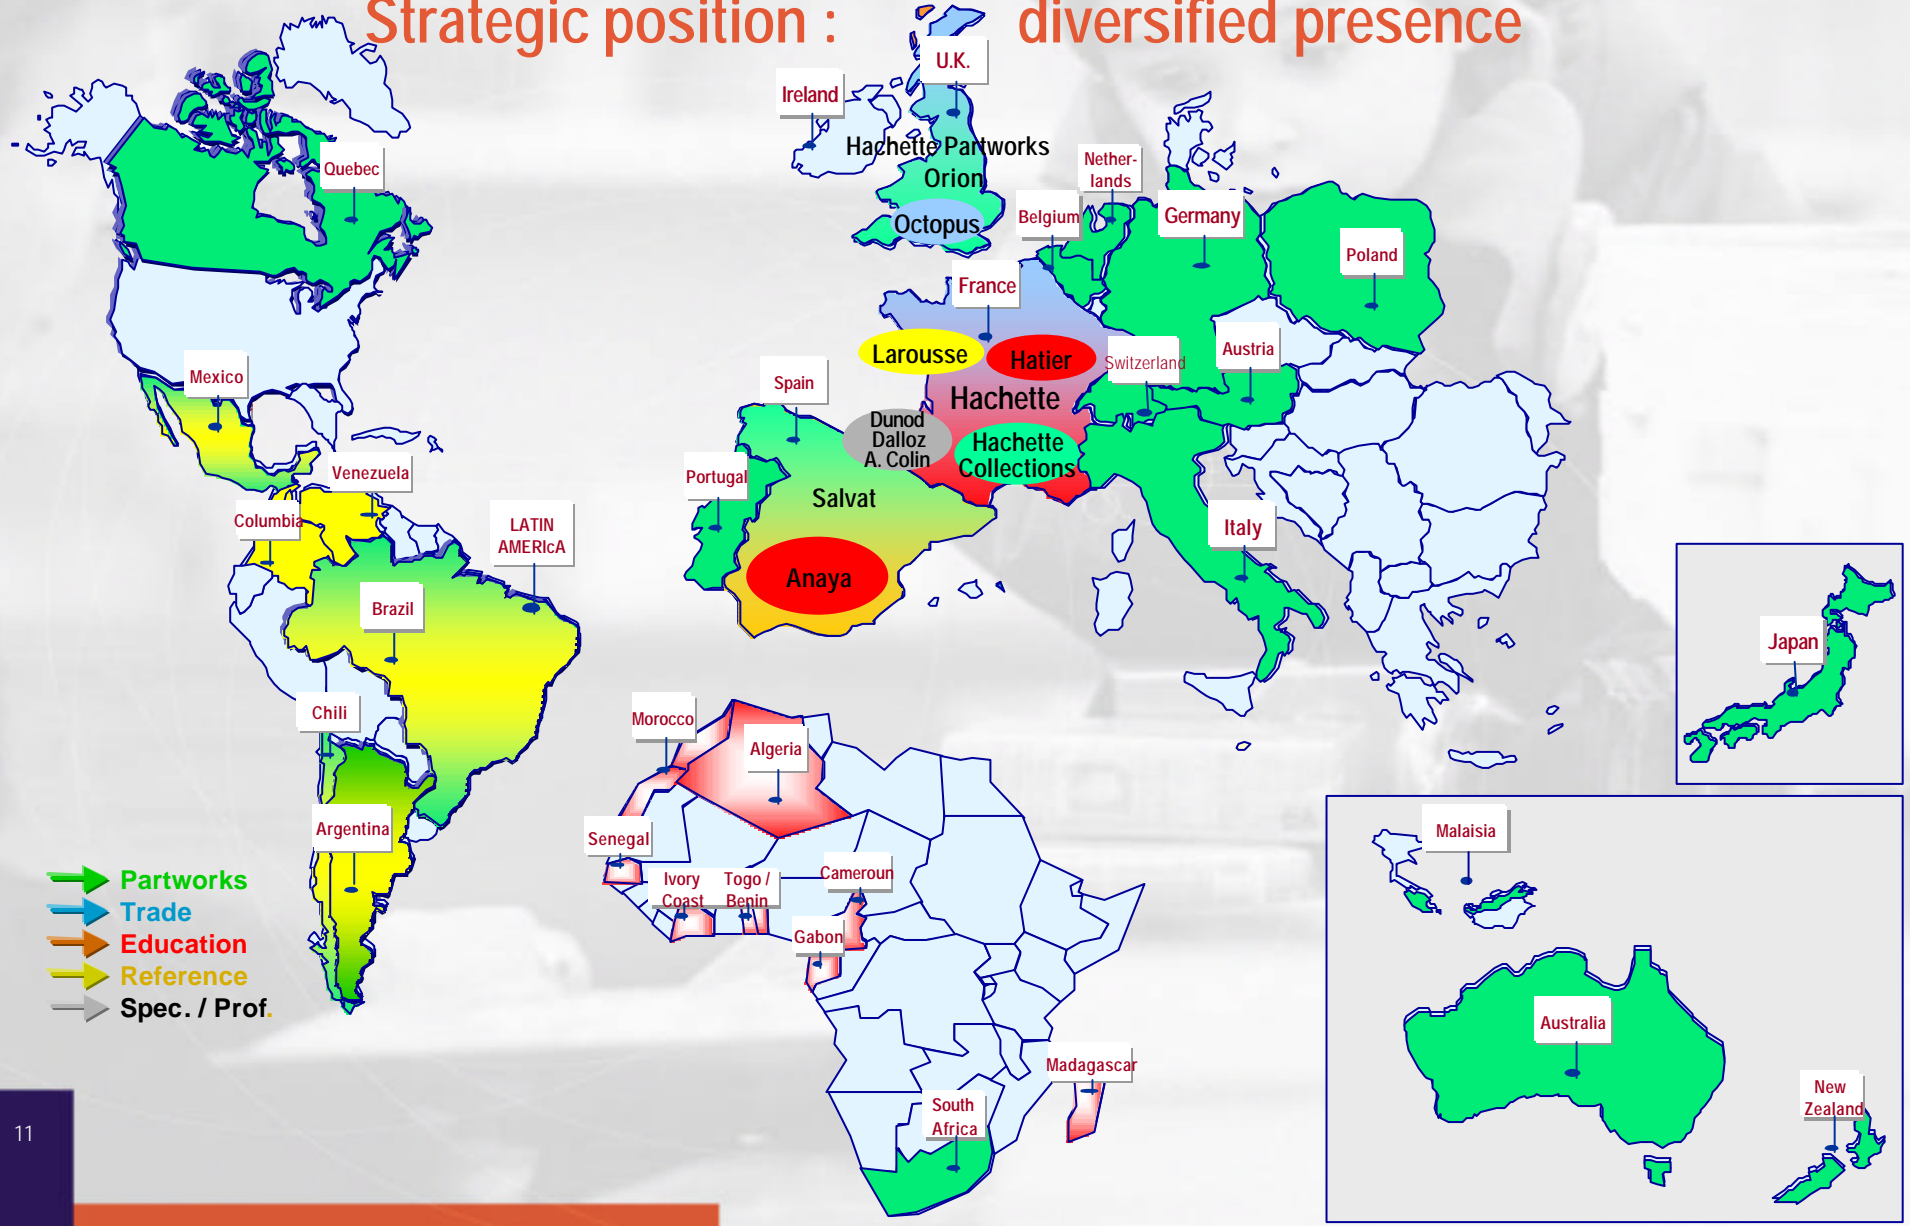 Strategic position : diversified presence
U.K.
Ireland
Hachette Partworks
Orion
Octopus
Quebec
Nether-
lands
Belgium
Germany
Poland
France
Larousse
Hatier
Switzerland
Austria
Hachette
Spain
Dunod
Dalloz
A. Colin
Hachette
Collections
Mexico
Venezuela
Columbia
LATIN
AMERIcA
Portugal
Salvat
Italy
Anaya
Brazil
Japan
Chili
Morocco
Algeria
Argentina
Senegal
Ivory
Coast
Togo /
Benin
Cameroun
Gabon
Malaisia
Partworks
Trade
Education
Reference
Spec. / Prof.
Australia
Madagascar
South
Africa
New
Zealand
11